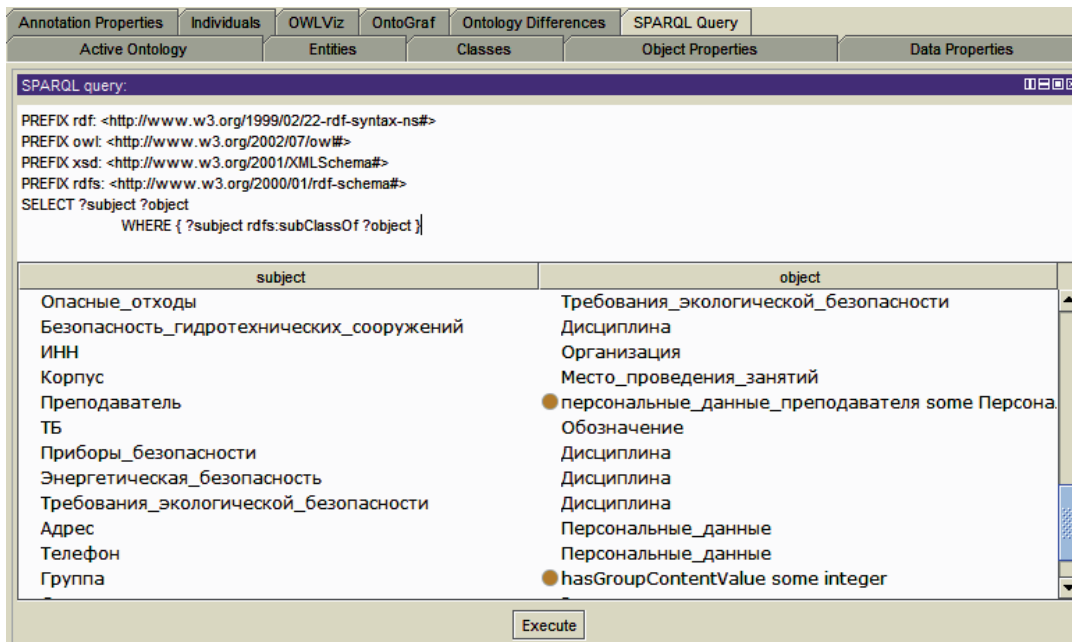 Annotation Properties Individuals OWLViz OntoGraf Ontology Differences SPARQL Query
Active Ontology Entities Classes Object Properties Data Properties
SPARQL query:
PREFIX rdf: <http://www.w3.org/1999/02/22-rdf-syntax-ns#>
PREFIX owl: <http://www.w3.org/2002/07/owl#>
PREFIX xsd: <http://www.w3.org/2001/XMLSchema#>
PREFIX rdfs: <http://www.w3.org/2000/01/rdf-schema#>
SELECT ?subject ?object
WHERE { ?subject rdfs:subClassOf ?object }
subject object
Опасные_отходы Требования_экологической_безопасности
Безопасность_гидротехнических_сооружений Дисциплина
ИНН Организация
Корпус Место_проведения_занятий
Преподаватель персональные_данные_преподавателя some Персона
ТБ Обозначение
Приборы_безопасности Дисциплина
Энергетическая_безопасность Дисциплина
Требования_экологической_безопасности Дисциплина
Адрес Персональные_данные
Телефон Персональные_данные
Группа hasGroupContentValue some integer
Execute